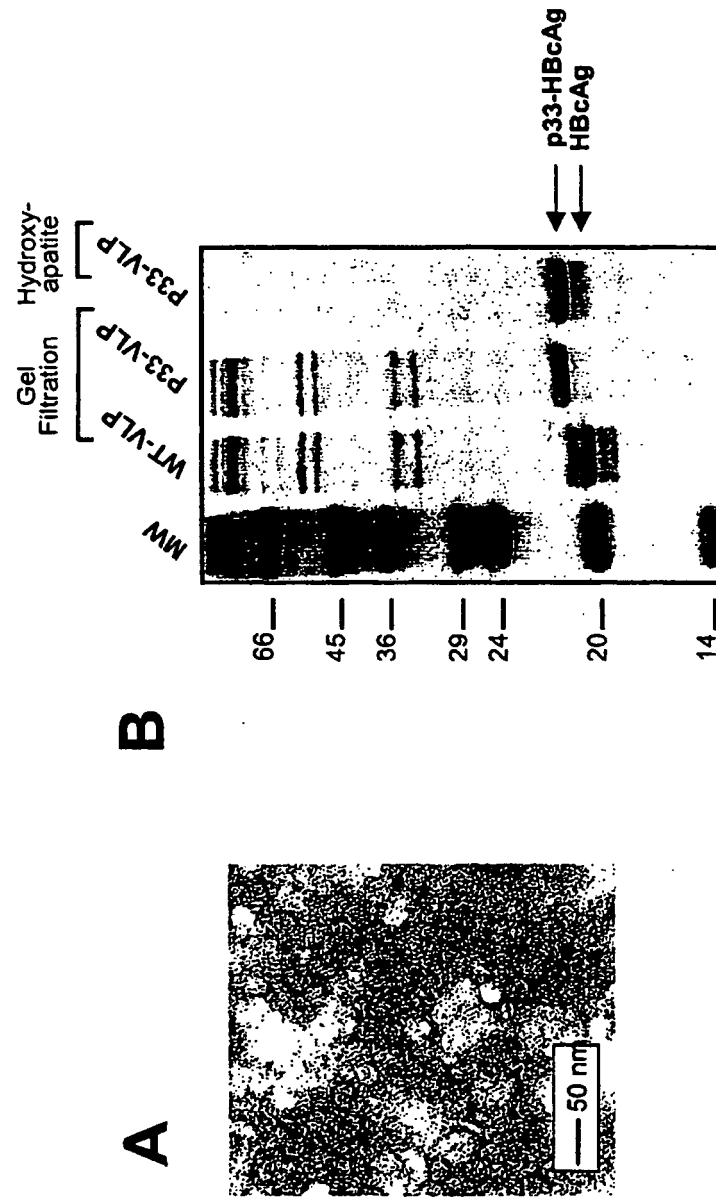 A
50 nm
B
Gel
Filtration
Hydroxy-
apatite
MW
WT-VLP
P33-VLP
P33-VLP
66
45
36
29
24
20
14
p33-HBcAg
HBcAg